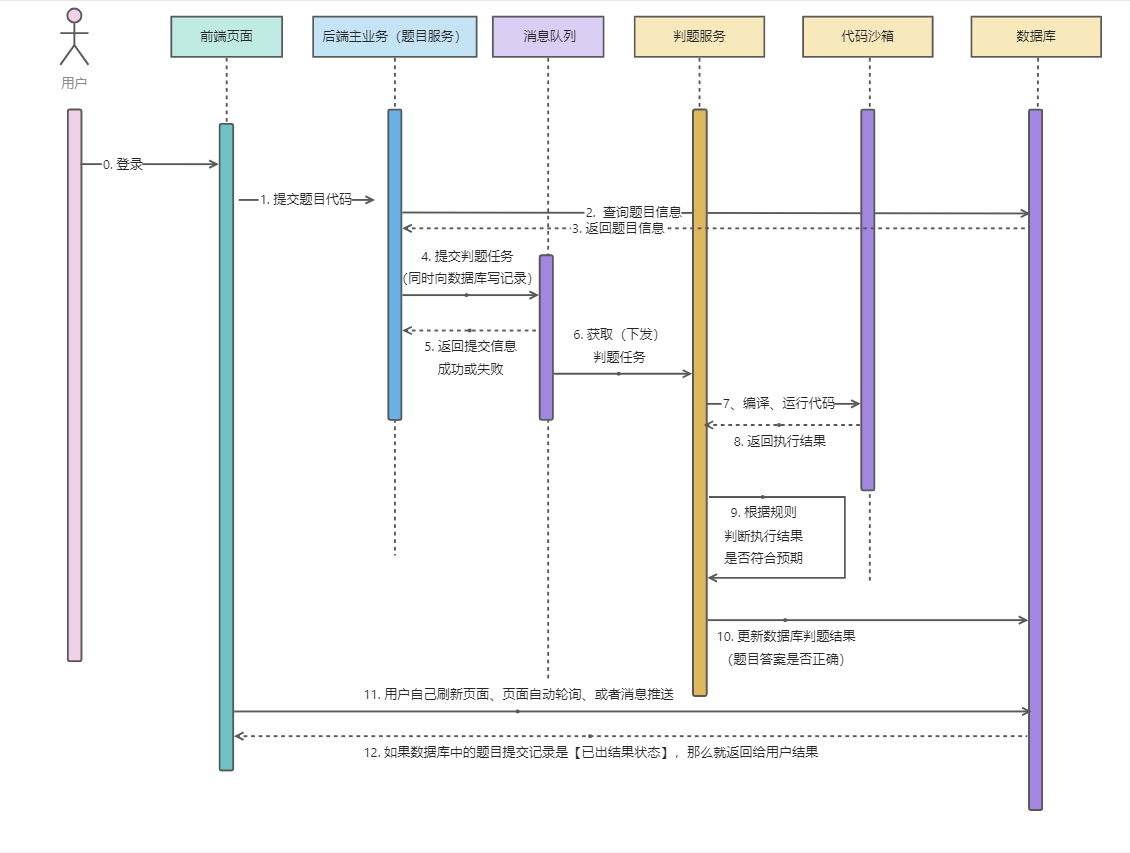 前端页面
后端主业务（题目服务）
消息队列
判题服务
代码沙箱
数据库
用户
0. 登录
1. 提交题目代码
2. 查询题目信息
3. 返回题目信息
4. 提交判题任务
（同时向数据库写记录）
5. 返回提交信息
成功或失败
6. 获取（下发）
判题任务
7、编译、运行代码
8. 返回执行结果
9. 根据规则
判断执行结果
是否符合预期
10. 更新数据库判题结果
（题目答案是否正确）
11. 用户自己刷新页面、页面自动轮询、或者消息推送
12. 如果数据库中的题目提交记录是【已出结果状态】，那么就返回给用户结果